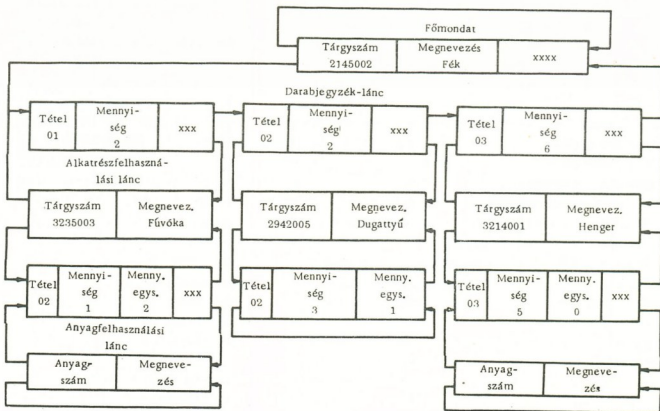 Főmondat
Tárgyszám Megnevezés xxxx
2145002 Fék
Darabjegyzék-lánc
Tétel Mennyi- xxx Tétel Mennyi- xxx Tétel Mennyi- xxx
01 ség 02 ség 03 ség
2 2 6
Alkatrészfelhaszná-
lási lánc
Tárgyszám Megnevez. Tárgyszám Megnevez. Tárgyszám Megnevez.
3235003 Fúvóka 2942005 Dugattyű 3214001 Henger
Tétel Mennyi- Menny. xxx Tétel Mennyi- Menny. Tétel Mennyi- Menny. xxx
02 ség egys. 02 ség egys. 03 ség egys.
1 2 3 1 5 0
Anyagfelhasználási
lánc
Anyag- Megneve- Anyag- Megneve-
szám zés szám zés